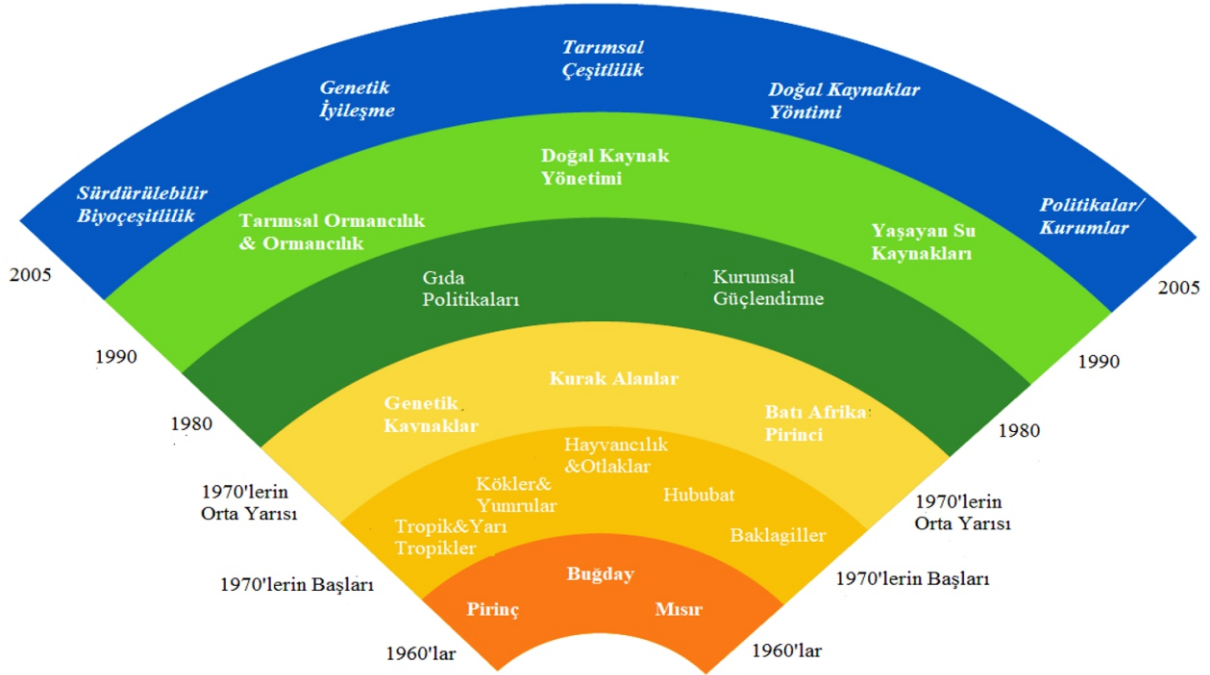 Tarımsal
Çeşitlilik
Genetik
İyileşme
Doğal Kaynaklar
Yöntimi
Sürdürülebilir
Biyoçeşitlilik
Politikalar/
Kurumlar
2005
2005
Doğal Kaynak
Yönetimi
Tarımsal Ormancılık
& Ormancılık
Yaşayan Su
Kaynakları
1990
1990
Gıda
Politikaları
Kurumsal
Güçlendirme
1980
1980
Kurak Alanlar
Genetik
Kaynaklar
Batı Afrika
Pirinci
1970'lerin
Orta Yarısı
1970'lerin
Orta Yarısı
Hayvancılık
&Otlaklar
Kökler&
Yumrular
Hububat
Tropik&Yarı
Tropikler
Baklagiller
1970'lerin Başları
1970'lerin Başları
Buğday
Pirinç
Mısır
1960'lar
1960'lar